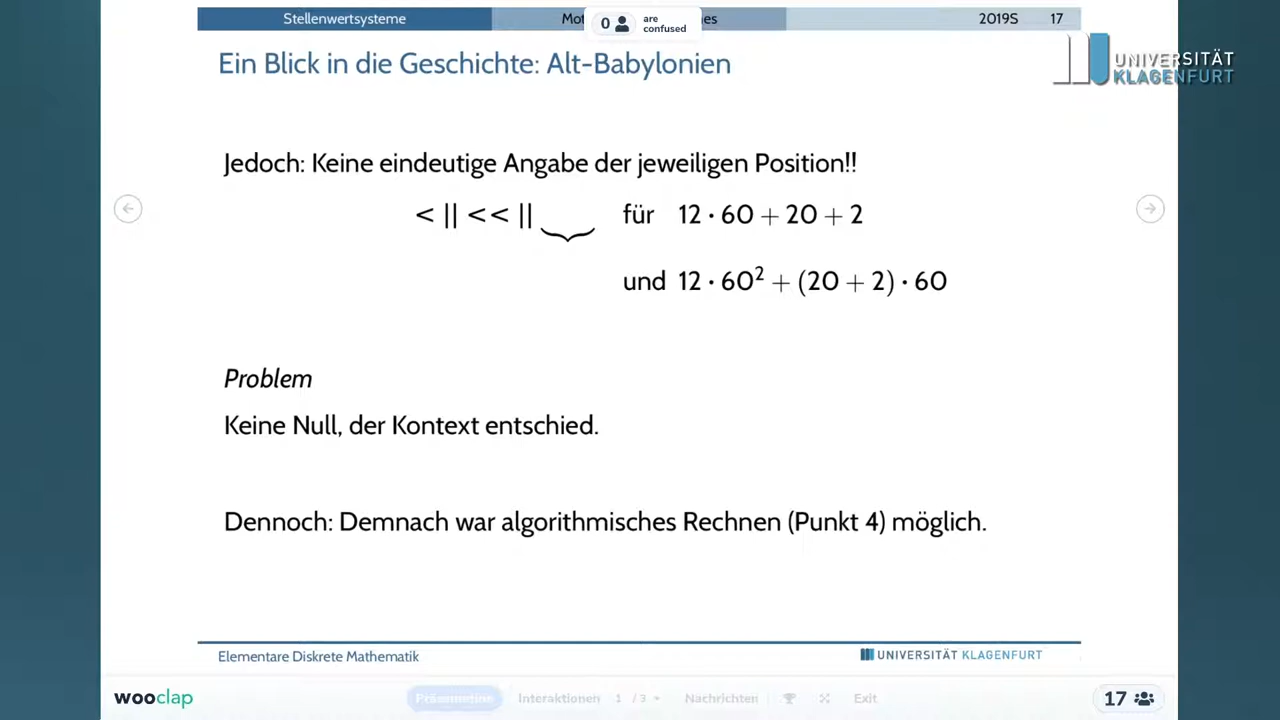 Stellenwertsysteme
2019S 17
0 are
confused
Ein Blick in die Geschichte: Alt-Babylonien
UNIVERSITÄT
KLAGENFURT
Jedoch: Keine eindeutige Angabe der jeweiligen Position!!
< || << || für 12 · 60 + 20 + 2
und 12 · 60² + (20 + 2) · 60
Problem
Keine Null, der Kontext entschied.
Dennoch: Demnach war algorithmisches Rechnen (Punkt 4) möglich.
Elementare Diskrete Mathematik
UNIVERSITÄT KLAGENFURT
wooclap
Präsentation Interaktionen 1 / 3 Nachrichten Exit
17